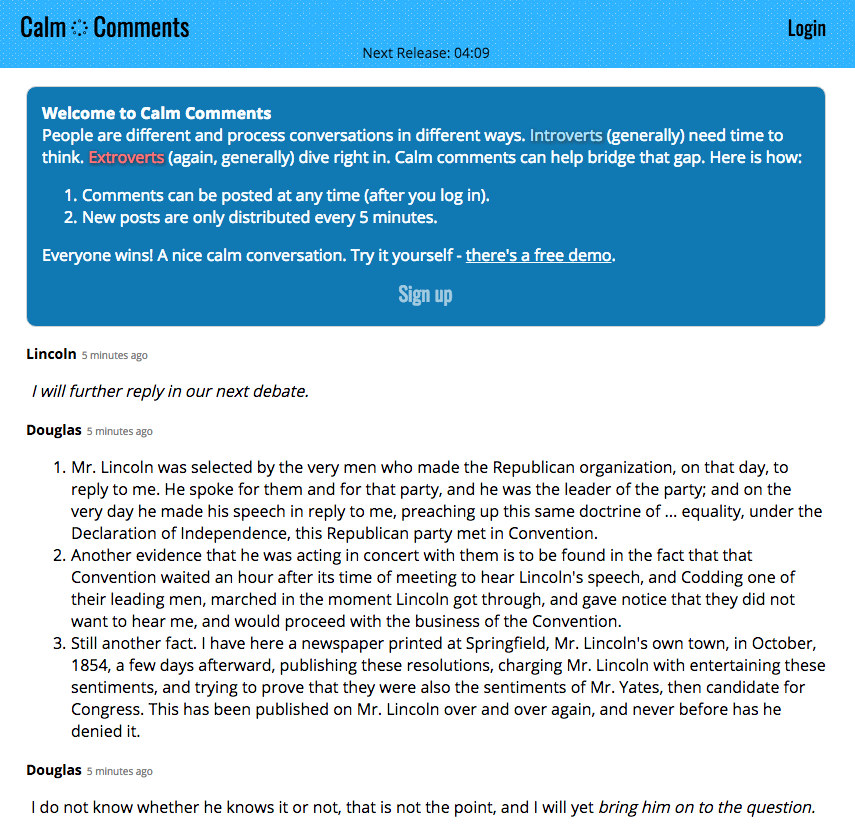 Calm Comments
Login
Next Release: 04:09
Welcome to Calm Comments
People are different and process conversations in different ways. Introverts (generally) need time to
think. Extroverts (again, generally) dive right in. Calm comments can help bridge that gap. Here is how:
1. Comments can be posted at any time (after you log in).
2. New posts are only distributed every 5 minutes.
Everyone wins! A nice calm conversation. Try it yourself - there's a free demo.
Sign up
Lincoln 5 minutes ago
I will further reply in our next debate.
Douglas 5 minutes ago
1. Mr. Lincoln was selected by the very men who made the Republican organization, on that day, to
reply to me. He spoke for them and for that party, and he was the leader of the party; and on the
very day he made his speech in reply to me, preaching up this same doctrine of ... equality, under the
Declaration of Independence, this Republican party met in Convention.
2. Another evidence that he was acting in concert with them is to be found in the fact that that
Convention waited an hour after its time of meeting to hear Lincoln's speech, and Codding one of
their leading men, marched in the moment Lincoln got through, and gave notice that they did not
want to hear me, and would proceed with the business of the Convention.
3. Still another fact. I have here a newspaper printed at Springfield, Mr. Lincoln's own town, in October,
1854, a few days afterward, publishing these resolutions, charging Mr. Lincoln with entertaining these
sentiments, and trying to prove that they were also the sentiments of Mr. Yates, then candidate for
Congress. This has been published on Mr. Lincoln over and over again, and never before has he
denied it.
Douglas 5 minutes ago
I do not know whether he knows it or not, that is not the point, and I will yet bring him on to the question.